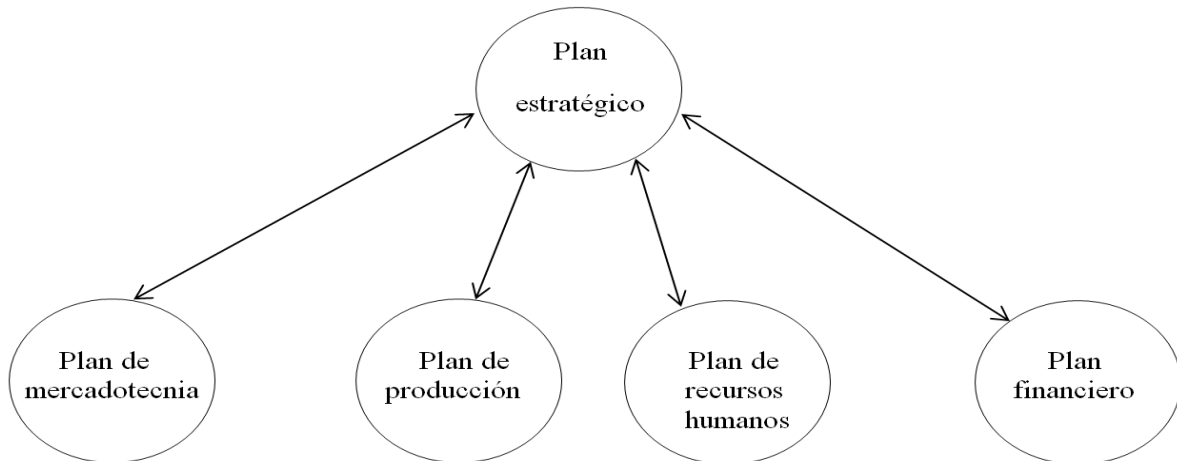 Plan
estratégico
Plan de
mercadotecnia
Plan de
producción
Plan de
recursos
humanos
Plan
financiero